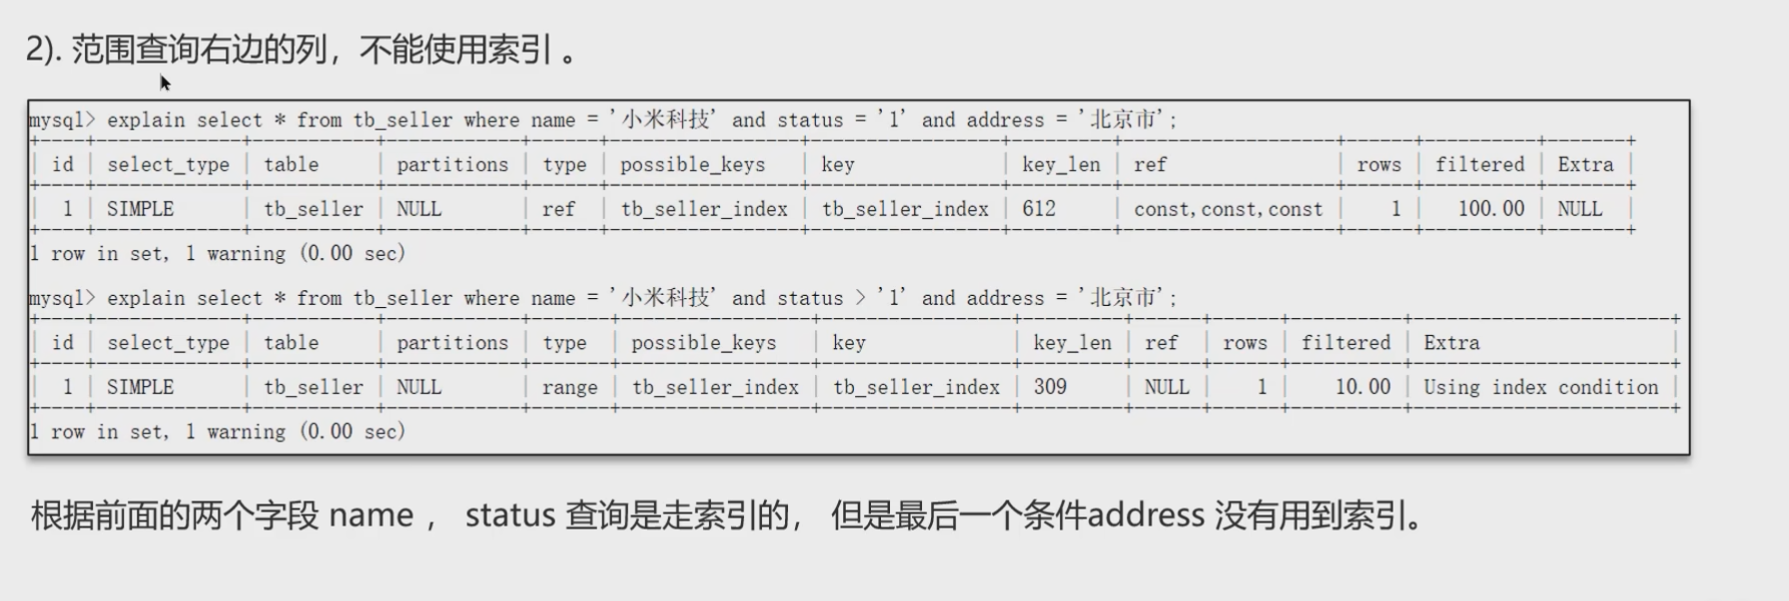 2). 范围查询右边的列，不能使用索引 。
mysql> explain select * from tb_seller where name = '小米科技' and status = '1' and address = '北京市';
+----+-------------+-----------+------------+------+-----------------+-----------------+---------+-------------------+------+----------+-------+
| id | select_type | table | partitions | type | possible_keys | key | key_len | ref | rows | filtered | Extra |
+----+-------------+-----------+------------+------+-----------------+-----------------+---------+-------------------+------+----------+-------+
| 1 | SIMPLE | tb_seller | NULL | ref | tb_seller_index | tb_seller_index | 612 | const,const,const | 1 | 100.00 | NULL |
+----+-------------+-----------+------------+------+-----------------+-----------------+---------+-------------------+------+----------+-------+
1 row in set, 1 warning (0.00 sec)
mysql> explain select * from tb_seller where name = '小米科技' and status > '1' and address = '北京市';
+----+-------------+-----------+------------+-------+-----------------+-----------------+---------+------+------+----------+-----------------------+
| id | select_type | table | partitions | type | possible_keys | key | key_len | ref | rows | filtered | Extra |
+----+-------------+-----------+------------+-------+-----------------+-----------------+---------+------+------+----------+-----------------------+
| 1 | SIMPLE | tb_seller | NULL | range | tb_seller_index | tb_seller_index | 309 | NULL | 1 | 10.00 | Using index condition |
+----+-------------+-----------+------------+-------+-----------------+-----------------+---------+------+------+----------+-----------------------+
1 row in set, 1 warning (0.00 sec)
根据前面的两个字段 name ， status 查询是走索引的， 但是最后一个条件address 没有用到索引。